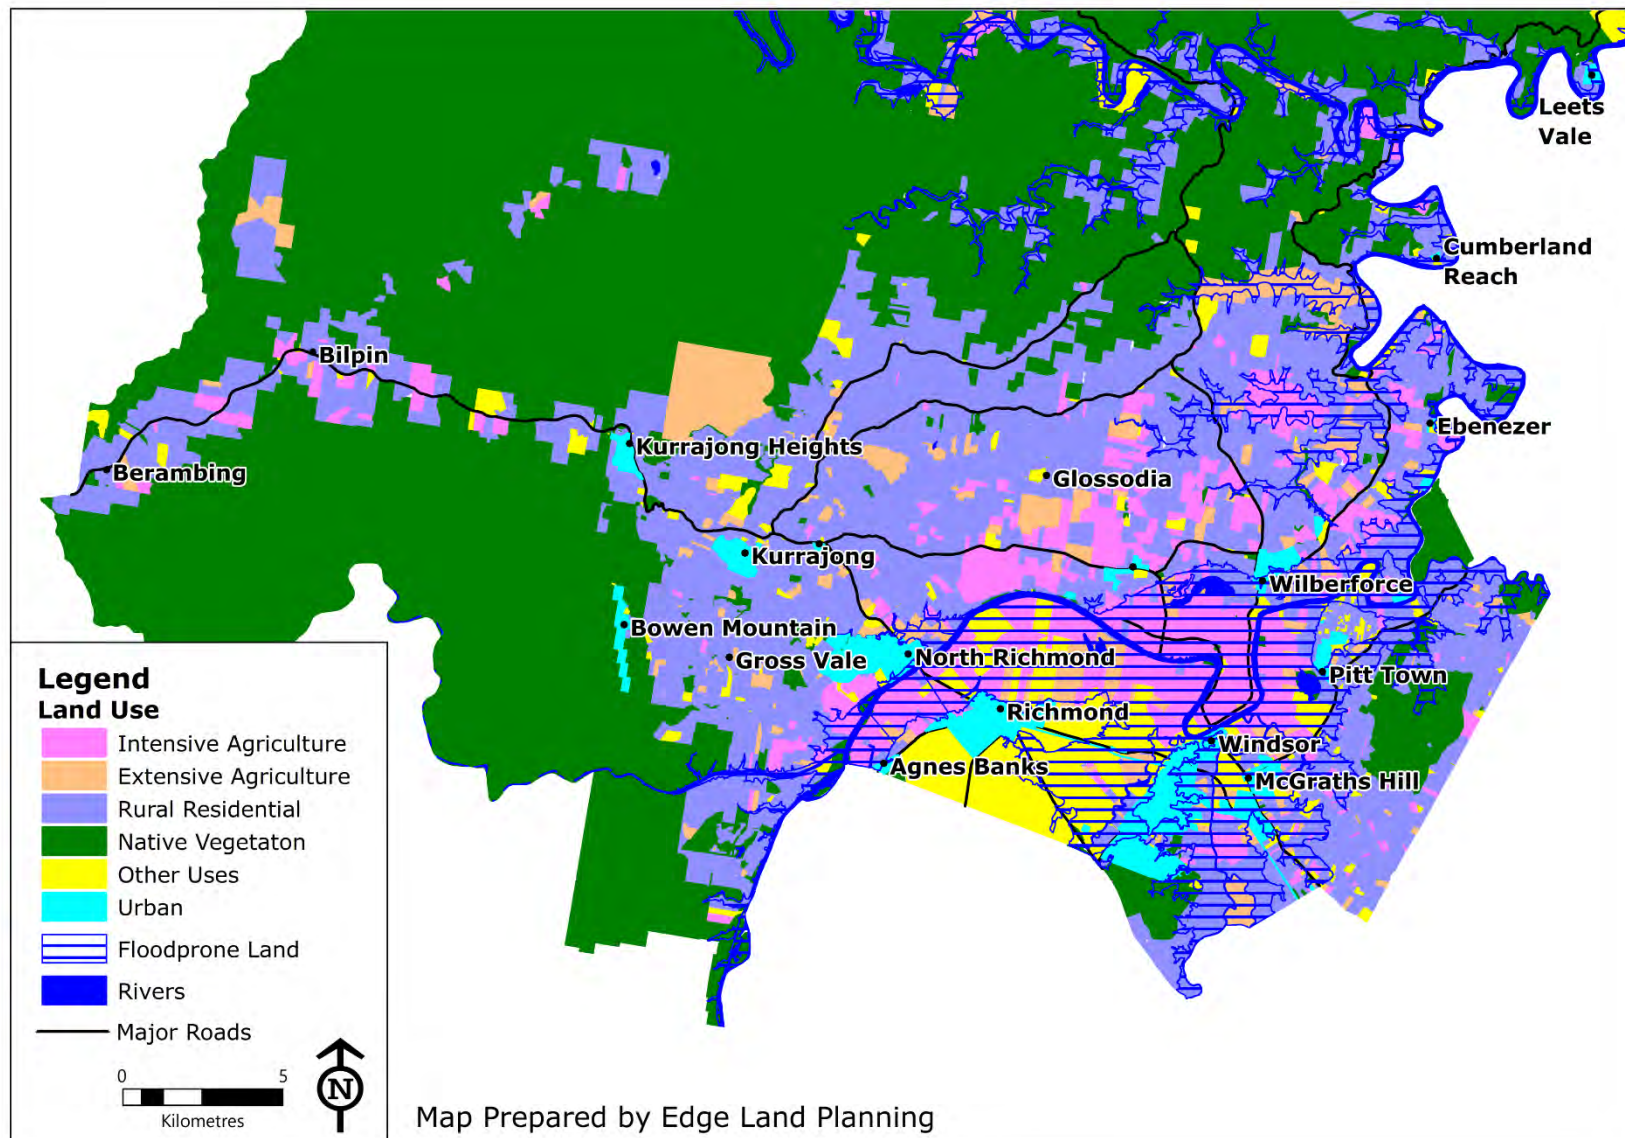 Leets
Vale
Cumberland
Reach
Bilpin
Ebenezer
Kurrajong Heights
Berambing
Glossodia
Kurrajong
Wilberforce
Bowen Mountain
North Richmond
Gross Vale
Pitt Town
Richmond
Windsor
Agnes Banks
McGraths Hill
Legend
Land Use
Intensive Agriculture
Extensive Agriculture
Rural Residential
Native Vegetaton
Other Uses
Urban
Floodprone Land
Rivers
Major Roads
0 5
Kilometres
N
Map Prepared by Edge Land Planning